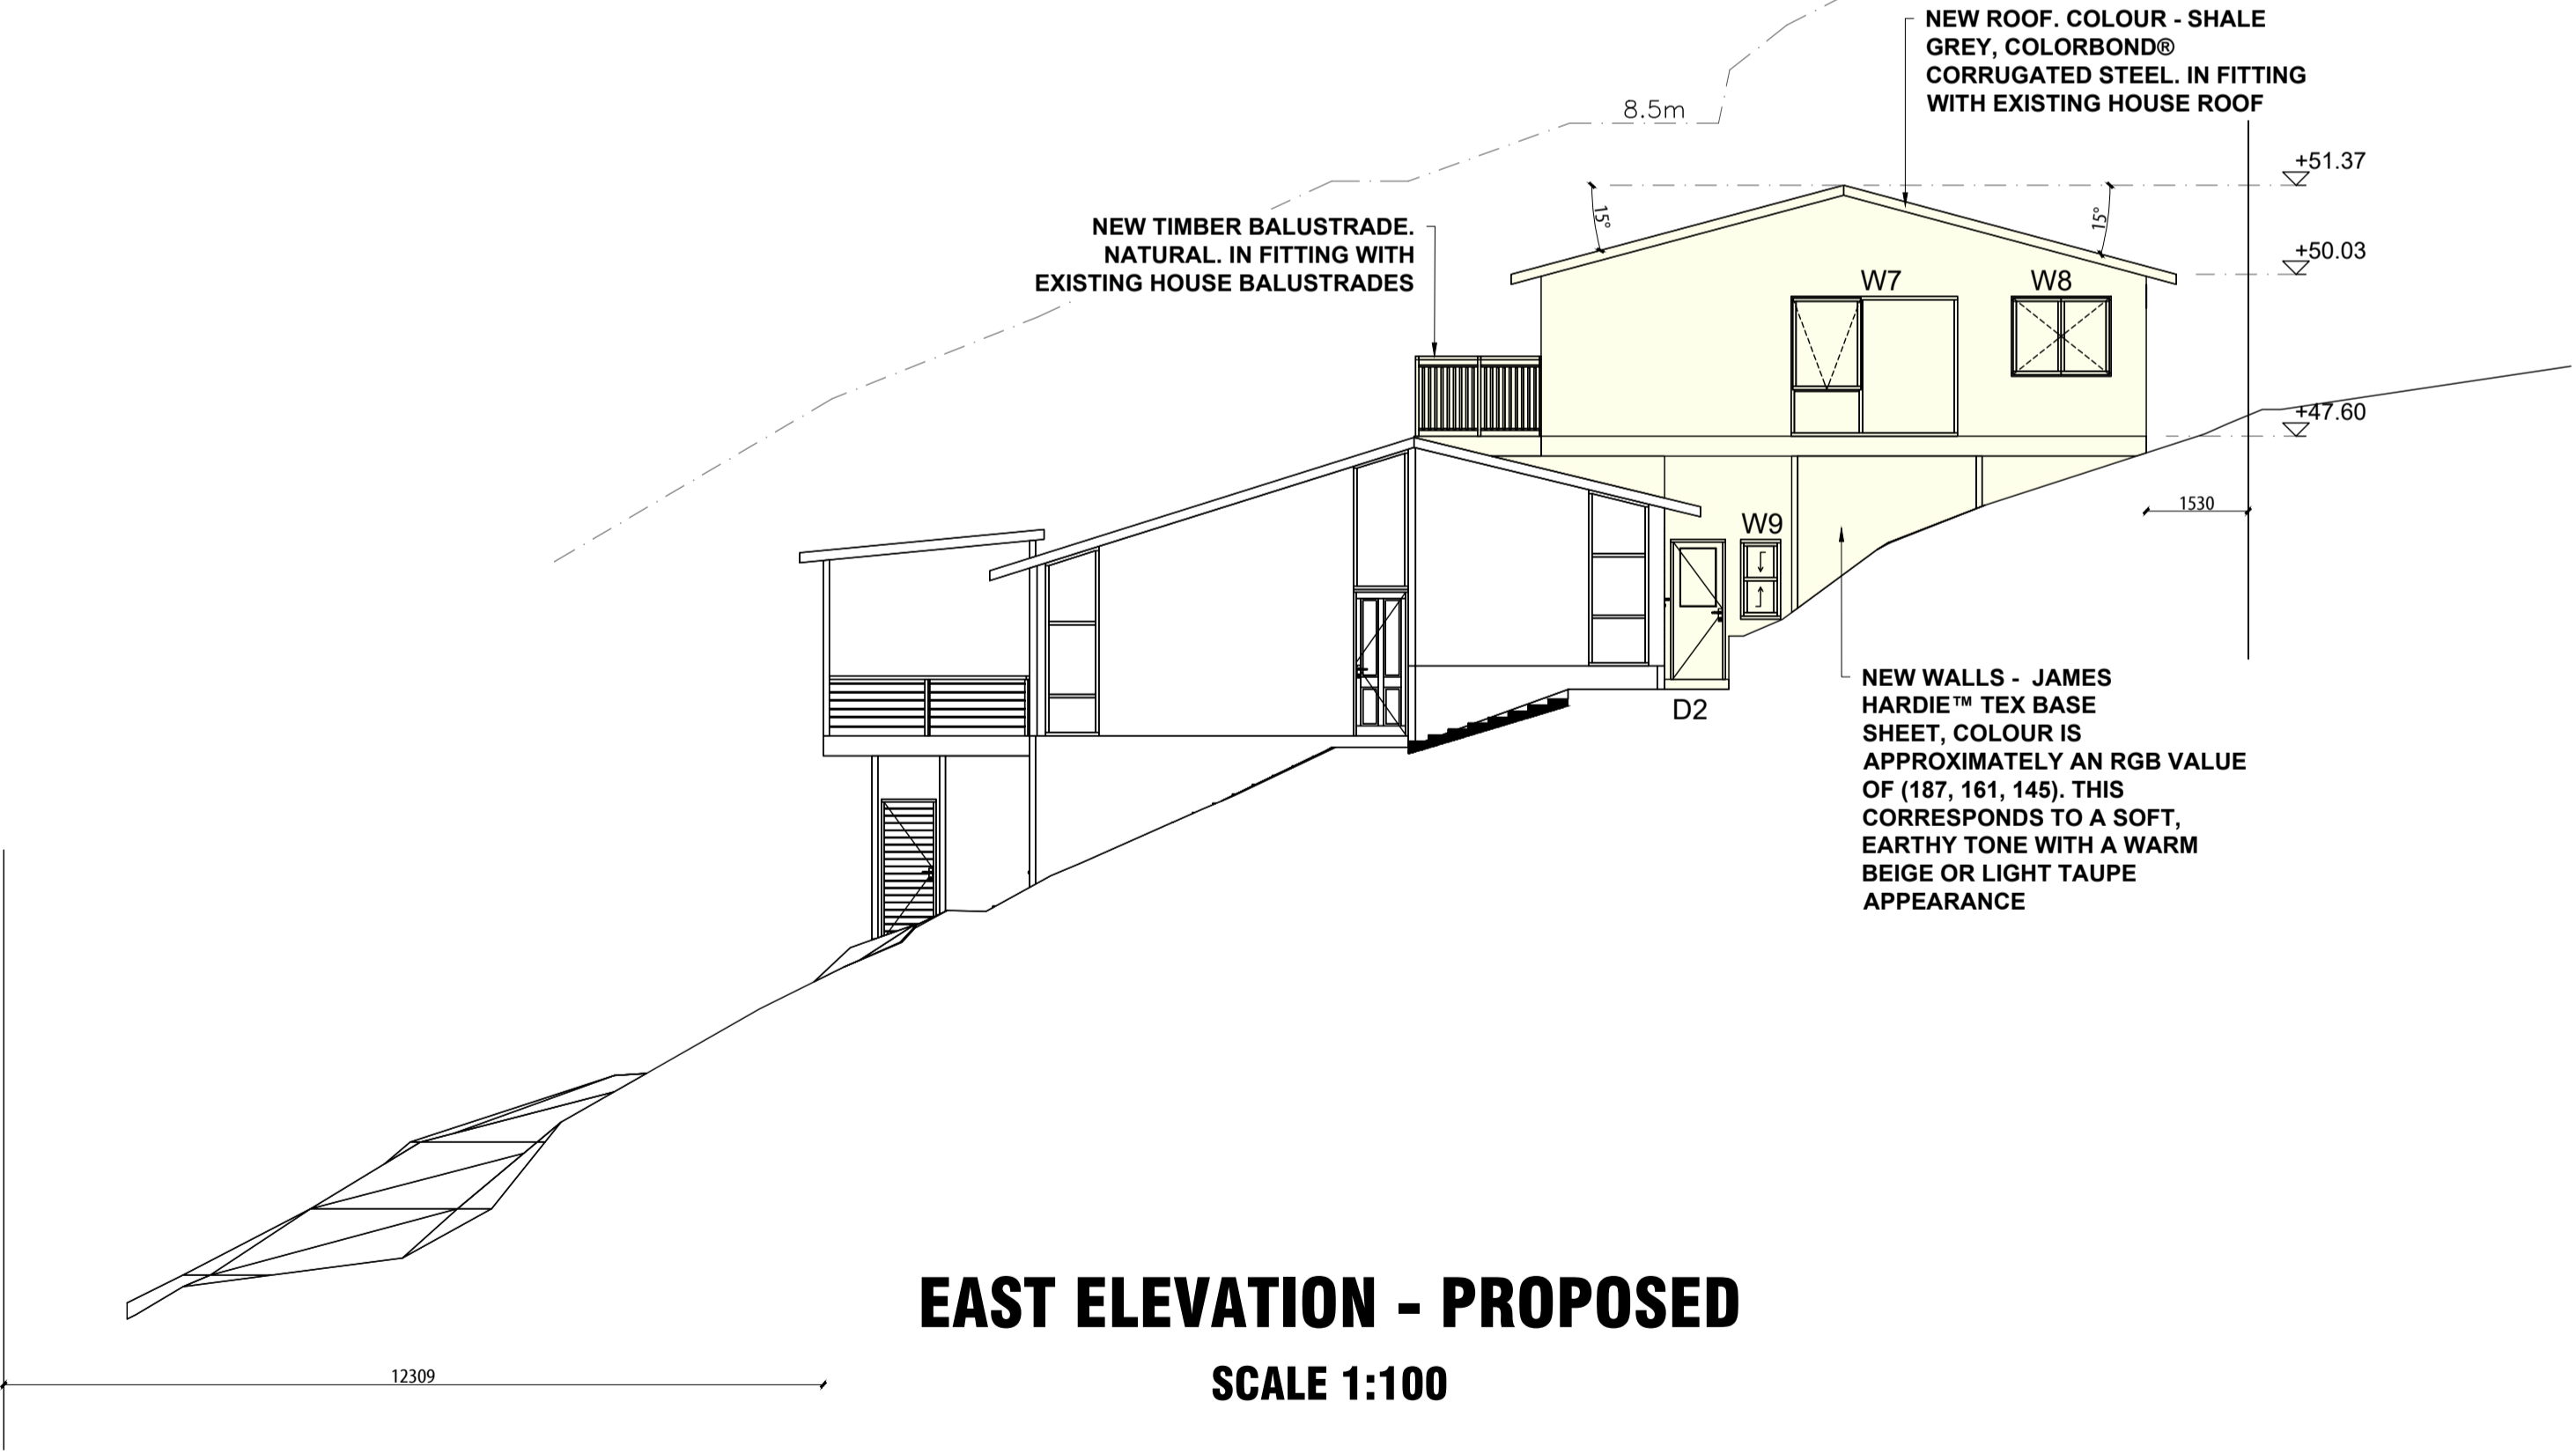 NEW ROOF. COLOUR - SHALE
GREY, COLORBOND®
CORRUGATED STEEL. IN FITTING
WITH EXISTING HOUSE ROOF
8.5m
+51.37
15°
15°
NEW TIMBER BALUSTRADE.
NATURAL. IN FITTING WITH
EXISTING HOUSE BALUSTRADES
+50.03
W7
W8
+47.60
1530
W9
NEW WALLS - JAMES
HARDIE™ TEX BASE
SHEET, COLOUR IS
APPROXIMATELY AN RGB VALUE
OF (187, 161, 145). THIS
CORRESPONDS TO A SOFT,
EARTHY TONE WITH A WARM
BEIGE OR LIGHT TAUPE
APPEARANCE
D2
EAST ELEVATION - PROPOSED
SCALE 1:100
12309